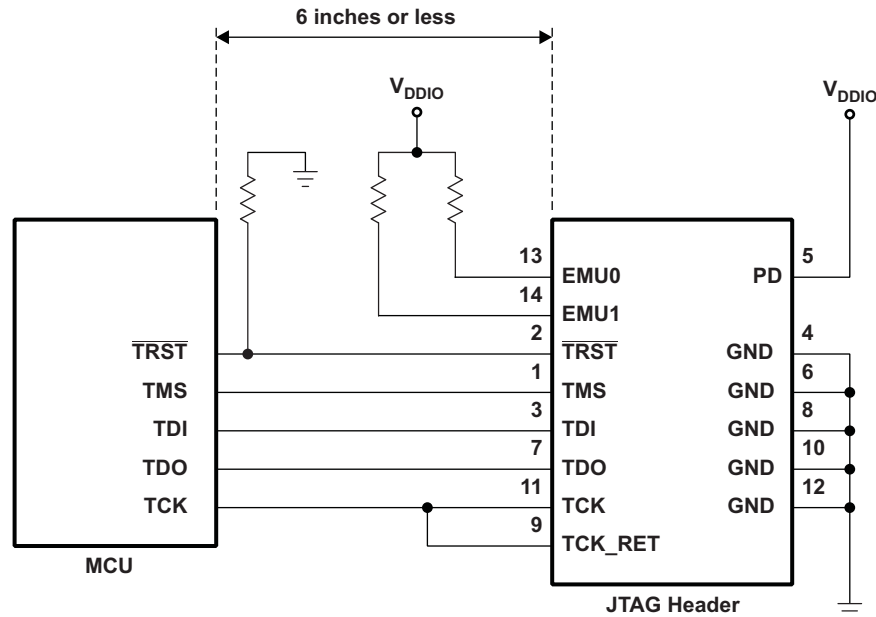 6 inches or less
VDDIO
VDDIO
13
EMU0
5
PD
14
EMU1
2
TRST
TRST
4
GND
1
TMS
TMS
6
GND
3
TDI
TDI
8
GND
7
TDO
TDO
10
GND
11
TCK
TCK
12
GND
9
TCK_RET
MCU
JTAG Header